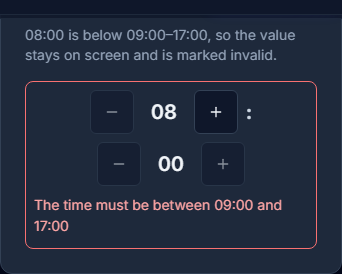 08:00 is below 09:00–17:00, so the value
stays on screen and is marked invalid.
− 08 + :
− 00 +
The time must be between 09:00 and
17:00